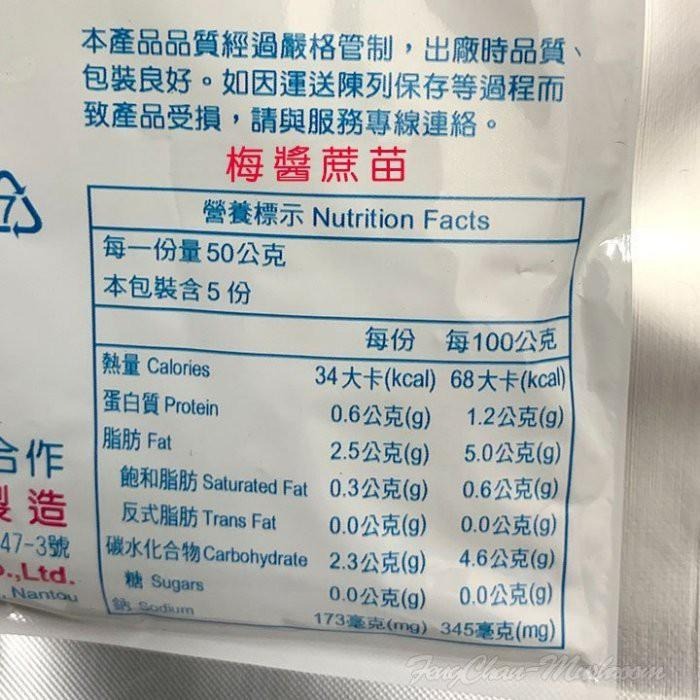 本產品品質經過嚴格管制，出廠時品質、
包裝良好。如因運送陳列保存等過程而
致產品受損，請與服務專線連絡。
梅醬蔗苗
7
營養標示 Nutrition Facts
每一份量50公克
本包裝含5份
每份 每100公克
熱量 Calories 34大卡(kcal) 68大卡(kcal)
蛋白質 Protein 0.6公克(g) 1.2公克(g)
脂肪 Fat 2.5公克(g) 5.0公克(g)
飽和脂肪 Saturated Fat 0.3公克(g) 0.6公克(g)
反式脂肪 Trans Fat 0.0公克(g) 0.0公克(g)
碳水化合物 Carbohydrate 2.3公克(g) 4.6公克(g)
糖 Sugars 0.0公克(g) 0.0公克(g)
鈉 Sodium 173毫克(mg) 345毫克(mg)
合作
製造
47-3號
o.,Ltd.
, Nantou
FengChan-Mushroom